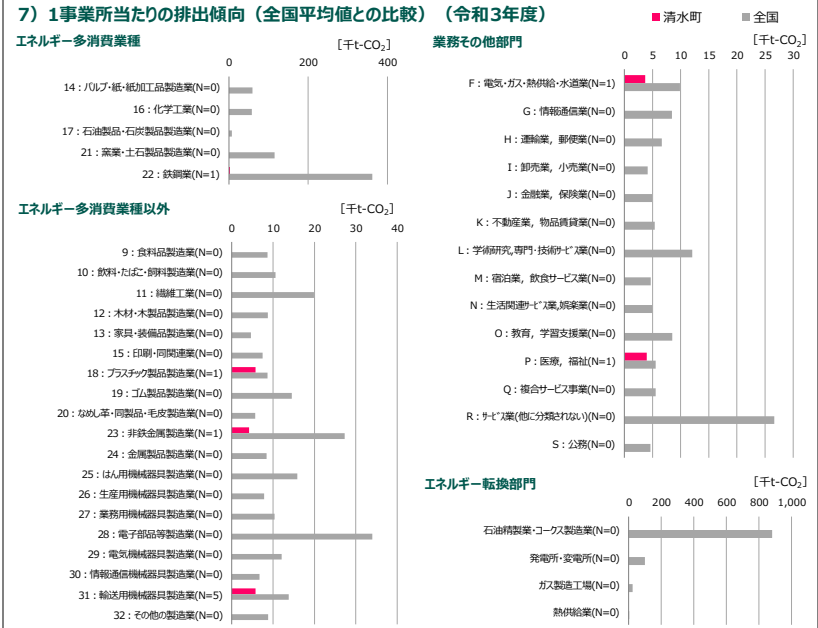 7）1事業所当たりの排出傾向（全国平均値との比較）（令和3年度）
■清水町 ■全国
エネルギー多消費業種
［千t-CO₂］
0 200 400
14：パルプ・紙・紙加工品製造業(N=0)
16：化学工業(N=0)
17：石油製品・石炭製品製造業(N=0)
21：窯業・土石製品製造業(N=0)
22：鉄鋼業(N=1)
エネルギー多消費業種以外
［千t-CO₂］
0 10 20 30 40
9：食料品製造業(N=0)
10：飲料・たばこ・飼料製造業(N=0)
11：繊維工業(N=0)
12：木材・木製品製造業(N=0)
13：家具・装備品製造業(N=0)
15：印刷・同関連業(N=0)
18：プラスチック製品製造業(N=1)
19：ゴム製品製造業(N=0)
20：なめし革・同製品・毛皮製造業(N=0)
23：非鉄金属製造業(N=1)
24：金属製品製造業(N=0)
25：はん用機械器具製造業(N=0)
26：生産用機械器具製造業(N=0)
27：業務用機械器具製造業(N=0)
28：電子部品等製造業(N=0)
29：電気機械器具製造業(N=0)
30：情報通信機械器具製造業(N=0)
31：輸送用機械器具製造業(N=5)
32：その他の製造業(N=0)
業務その他部門
［千t-CO₂］
0 5 10 15 20 25 30
F：電気・ガス・熱供給・水道業(N=1)
G：情報通信業(N=0)
H：運輸業，郵便業(N=0)
I：卸売業，小売業(N=0)
J：金融業，保険業(N=0)
K：不動産業，物品賃貸業(N=0)
L：学術研究,専門・技術ｻｰﾋﾞｽ業(N=0)
M：宿泊業，飲食サービス業(N=0)
N：生活関連ｻｰﾋﾞｽ業,娯楽業(N=0)
O：教育，学習支援業(N=0)
P：医療，福祉(N=1)
Q：複合サービス事業(N=0)
R：ｻｰﾋﾞｽ業(他に分類されない)(N=0)
S：公務(N=0)
エネルギー転換部門
［千t-CO₂］
0 200 400 600 800 1,000
石油精製業・コークス製造業(N=0)
発電所・変電所(N=0)
ガス製造工場(N=0)
熱供給業(N=0)